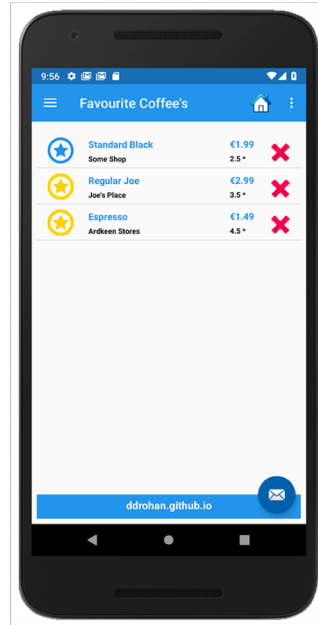 9:56
Favourite Coffee's
Standard Black €1.99
Some Shop 2.5 *
Regular Joe €2.99
Joe's Place 3.5 *
Espresso €1.49
Ardkeen Stores 4.5 *
ddrohan.github.io